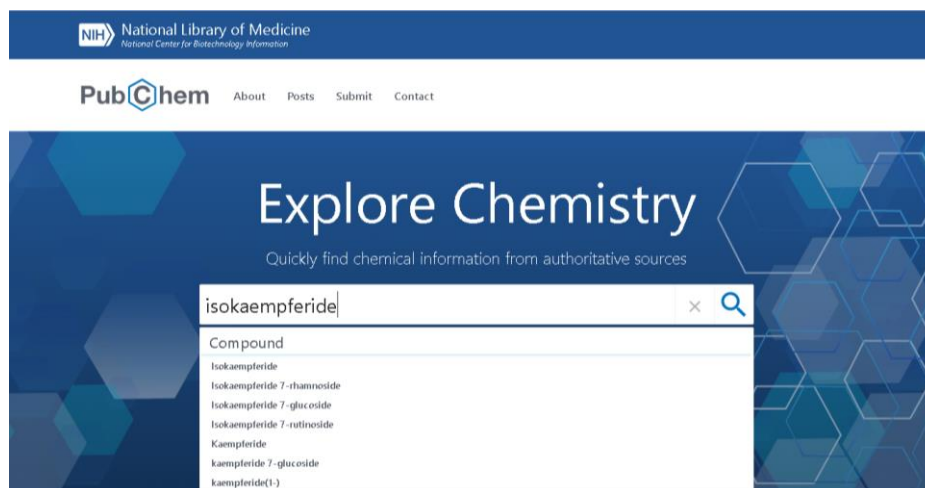 NIH National Library of Medicine
National Center for Biotechnology Information
PubChem About Posts Submit Contact
Explore Chemistry
Quickly find chemical information from authoritative sources
isokaempferide
Compound
Isokaempferide
Isokaempferide 7-rhamnoside
Isokaempferide 7-glucoside
Isokaempferide 7-rutinoside
Kaempferide
kaempferide 7-glucoside
kaempferide(1-)